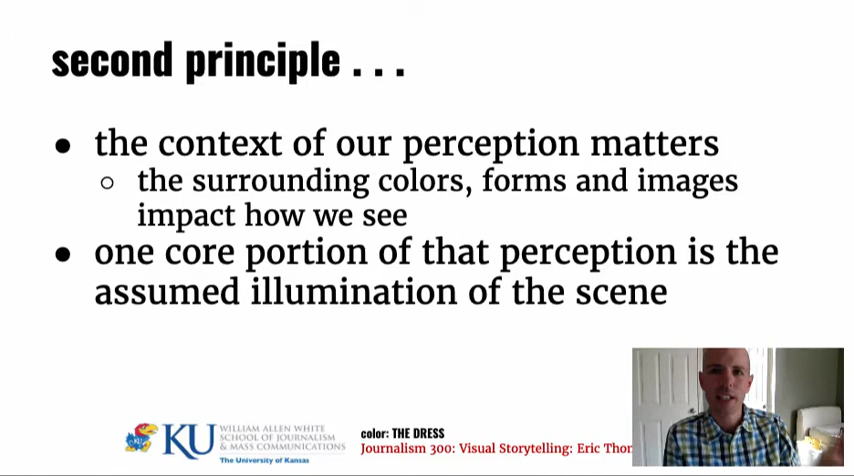 second principle . . .
● the context of our perception matters
○ the surrounding colors, forms and images
impact how we see
● one core portion of that perception is the
assumed illumination of the scene
KU WILLIAM ALLEN WHITE
SCHOOL OF JOURNALISM
& MASS COMMUNICATIONS
The University of Kansas
color: THE DRESS
Journalism 300: Visual Storytelling: Eric Thor